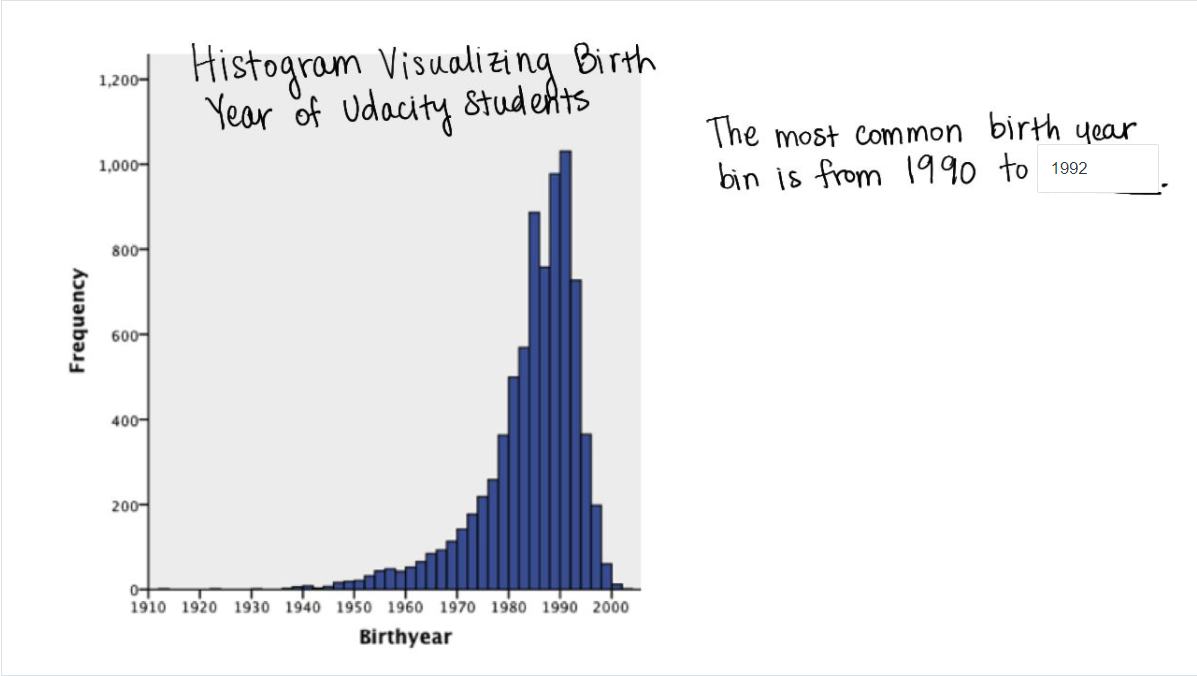 Histogram Visualizing Birth
Year of Udacity Students
The most common birth year
bin is from 1990 to 1992.
1,200
1,000
800
600
400
200
0
Frequency
1910 1920 1930 1940 1950 1960 1970 1980 1990 2000
Birthyear